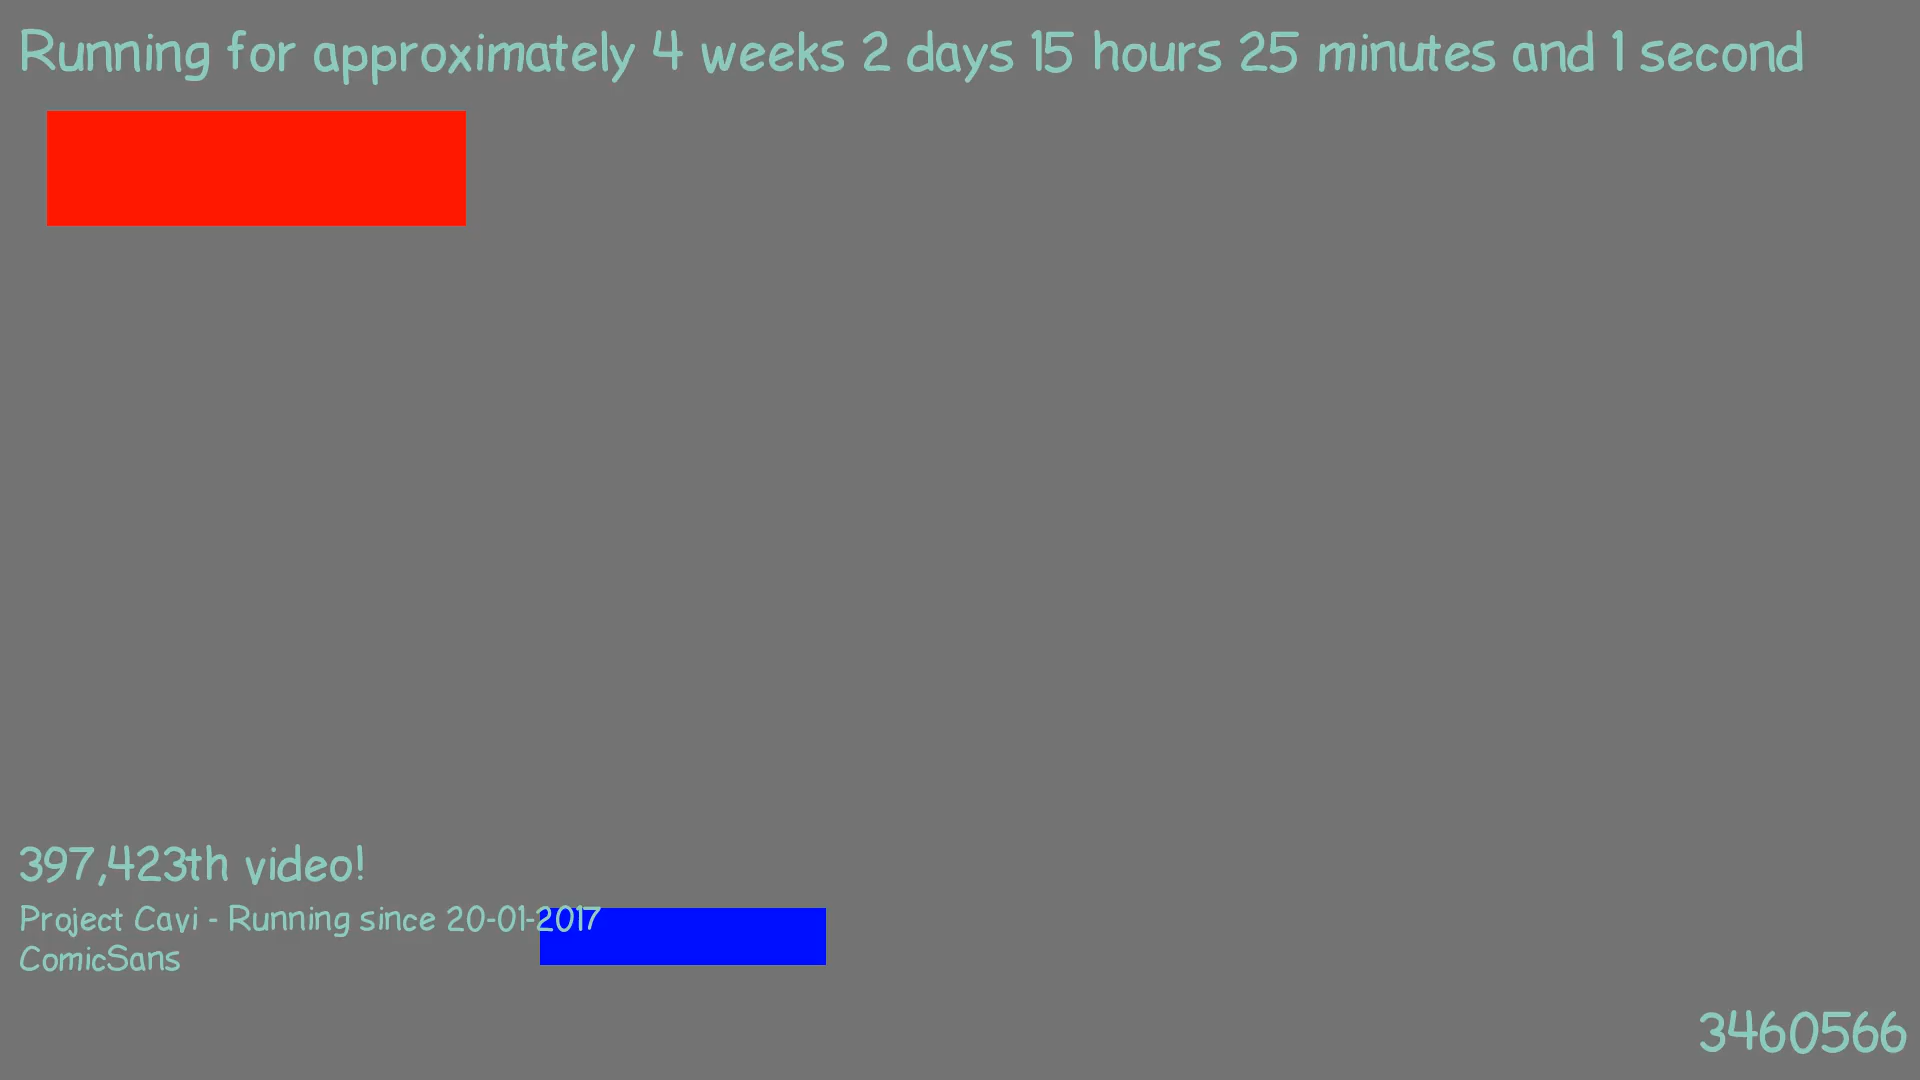 Running for approximately 4 weeks 2 days 15 hours 25 minutes and 1 second
397,423th video!
Project Cavi - Running since 20-01-2017
ComicSans
3460566